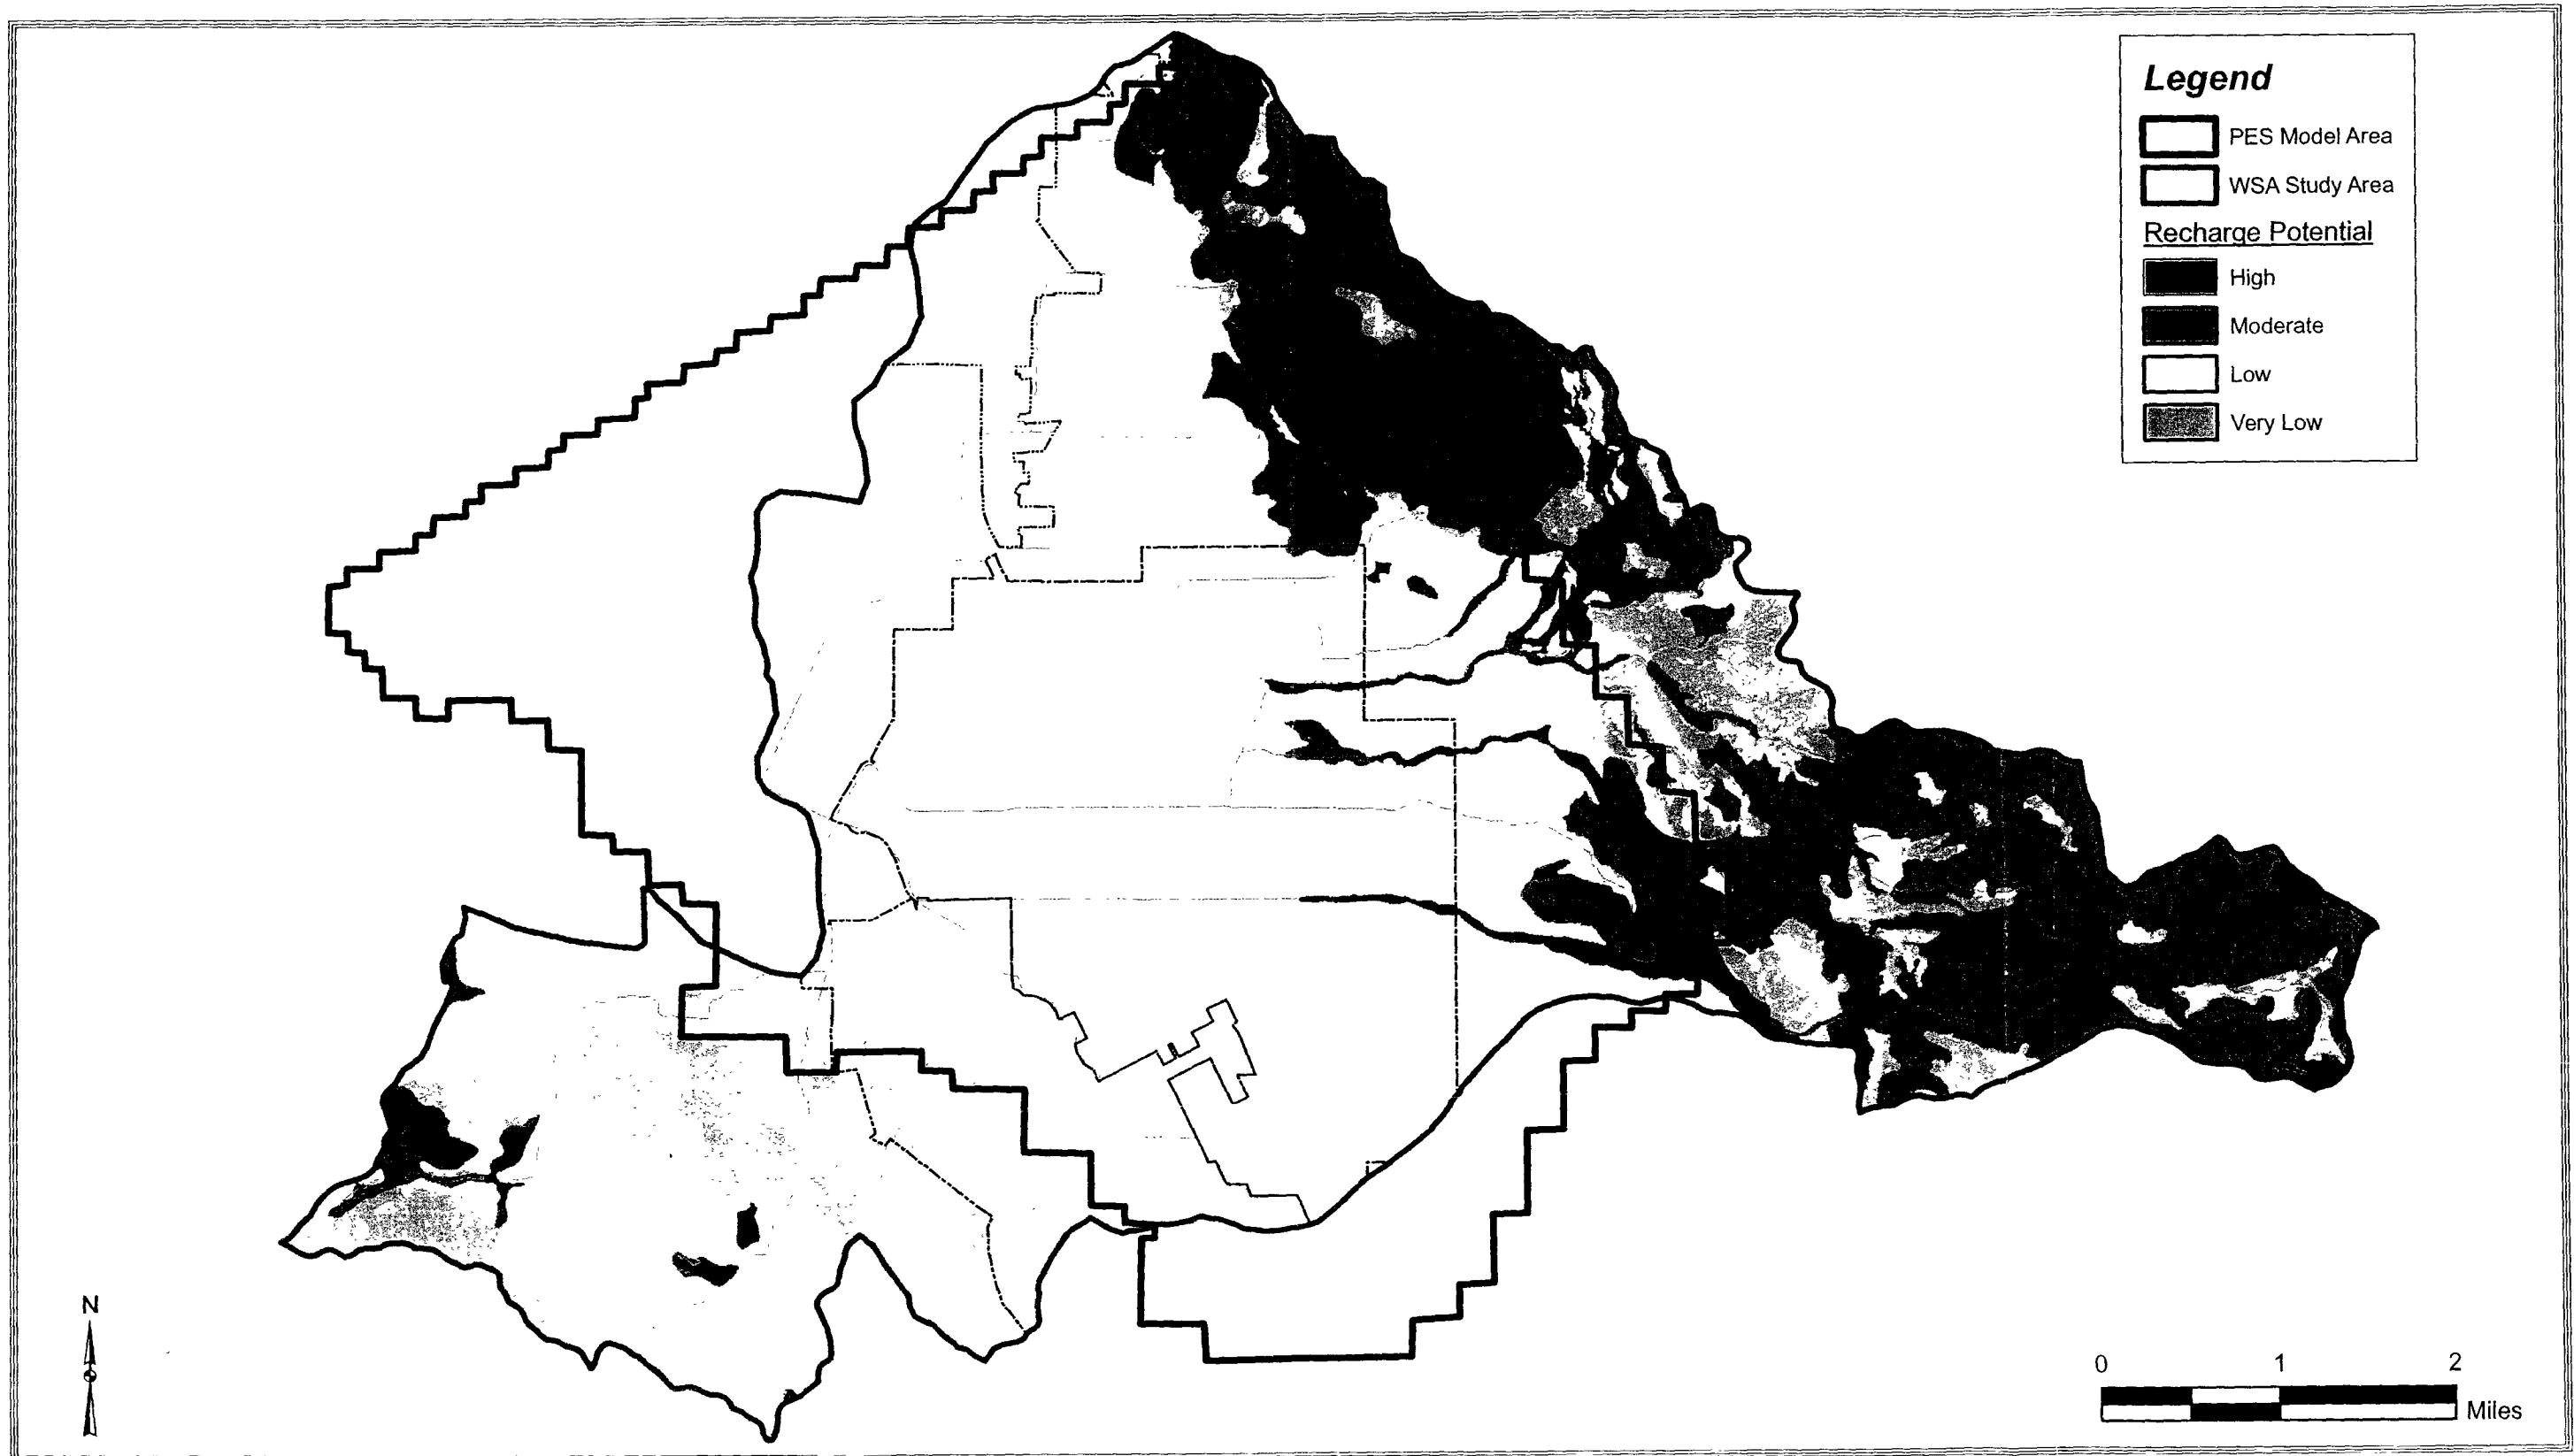 Legend
PES Model Area
WSA Study Area
Recharge Potential
High
Moderate
Low
Very Low
N
0 1 2
Miles